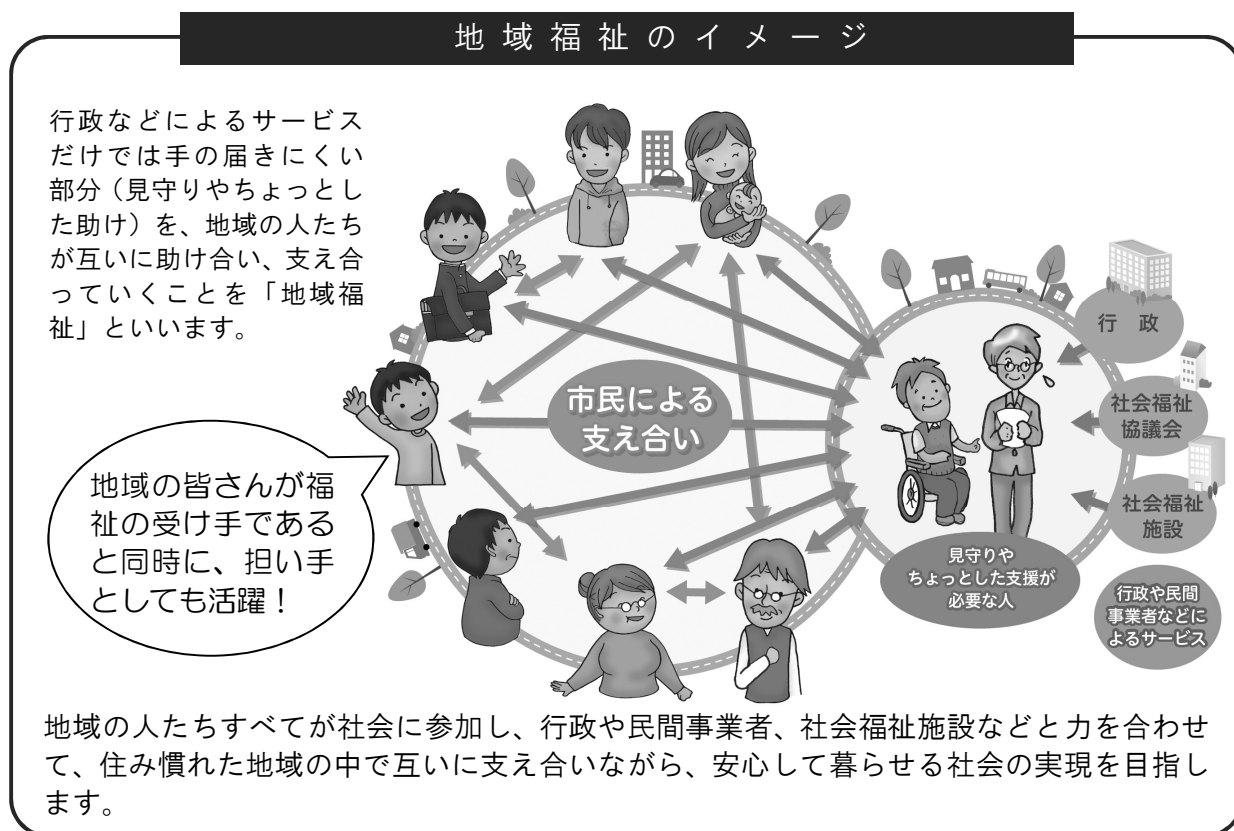 地域福祉のイメージ
行政などによるサービス
だけでは手の届きにくい
部分（見守りやちょっとし
た助け）を、地域の人たち
が互いに助け合い、支え合
っていくことを「地域福
祉」といいます。
市民による
支え合い
地域の皆さんが福
祉の受け手である
と同時に、担い手
としても活躍！
行政
社会福祉
協議会
社会福祉
施設
見守りや
ちょっとした支援が
必要な人
行政や民間
事業者などに
よるサービス
地域の人たちすべてが社会に参加し、行政や民間事業者、社会福祉施設などと力を合わせ
て、住み慣れた地域の中で互いに支え合いながら、安心して暮らせる社会の実現を目指し
ます。